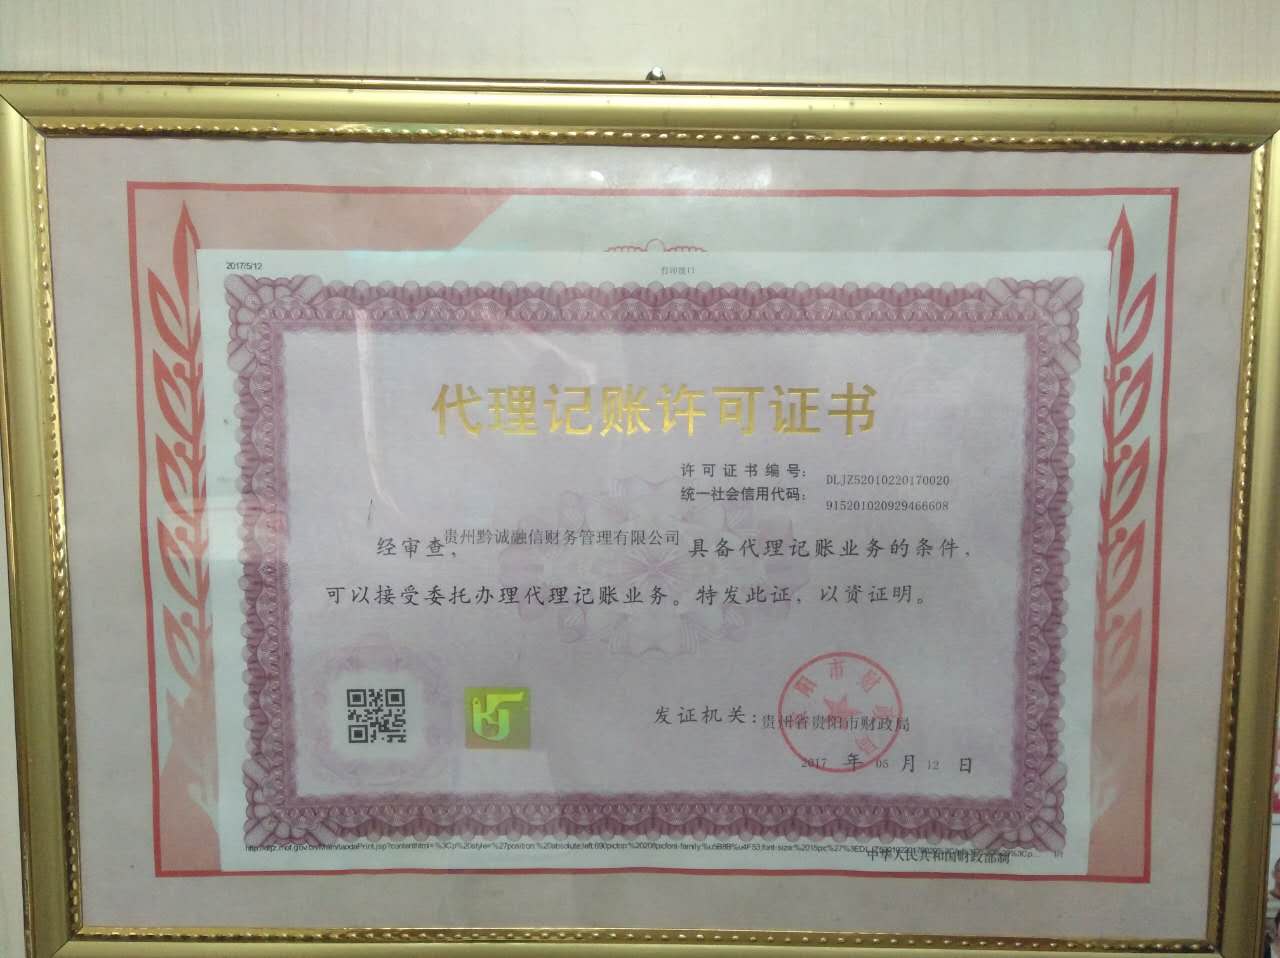 2017/5/12
打印接口
代理记账许可证书
许可证书编号：
DLJZ52010220170020
统一社会信用代码：
915201020929466608
经审查，贵州黔诚融信财务管理有限公司 具备代理记账业务的条件，
可以接受委托办理代理记账业务。特发此证，以资证明。
发证机关：贵州省贵阳市财政局
2017 年 05 月 12 日
中华人民共和国财政部制